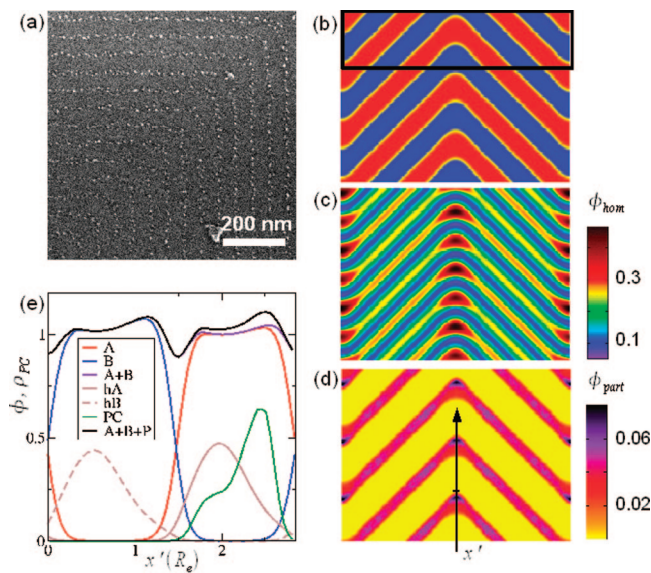 (a)
200 nm
(b)
(c)
ϕhom
0.3
0.1
(d)
ϕpart
0.06
0.02
x'
(e)
ϕ, ρPC
1
0.5
0
A
B
A+B
hA
hB
PC
A+B+P
0 1 2
x'(Re)